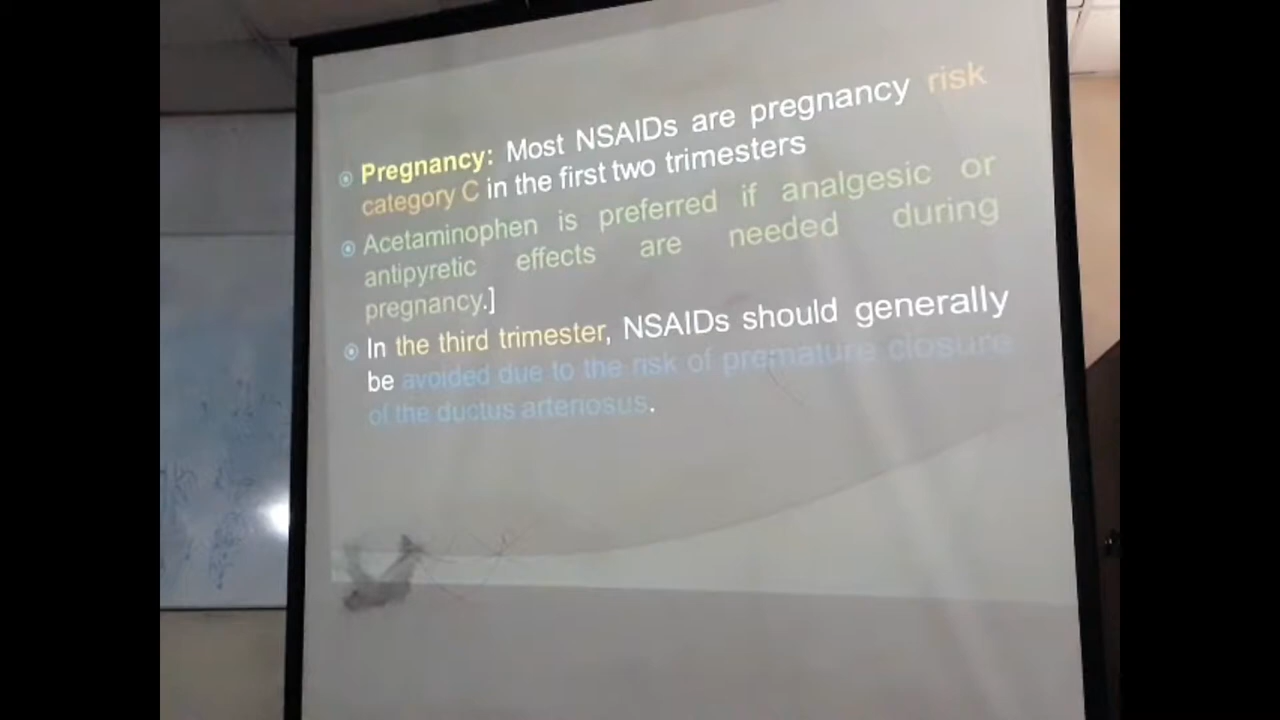 Pregnancy: Most NSAIDs are pregnancy risk
category C in the first two trimesters
Acetaminophen is preferred if analgesic or
antipyretic effects are needed during
pregnancy.]
In the third trimester, NSAIDs should generally
be avoided due to the risk of premature closure
of the ductus arteriosus.